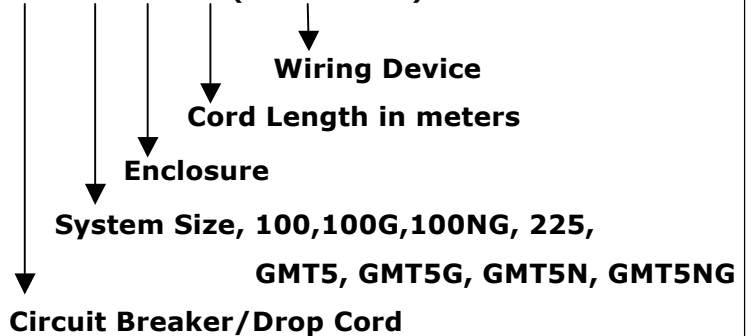 Wiring Device
Cord Length in meters
Enclosure
System Size, 100,100G,100NG, 225,
GMT5, GMT5G, GMT5N, GMT5NG
Circuit Breaker/Drop Cord